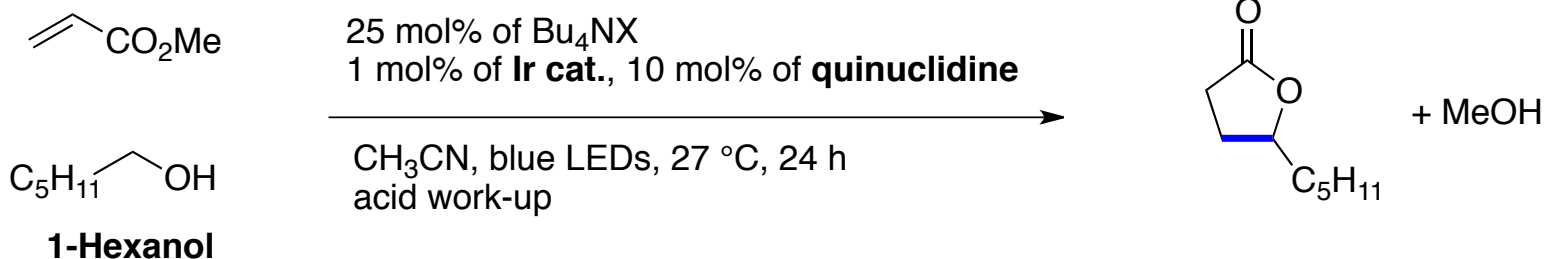 CO₂Me
25 mol% of Bu₄NX
1 mol% of Ir cat., 10 mol% of quinuclidine
CH₃CN, blue LEDs, 27 °C, 24 h
acid work-up
C₅H₁₁ OH
1-Hexanol
O
O
C₅H₁₁
+ MeOH